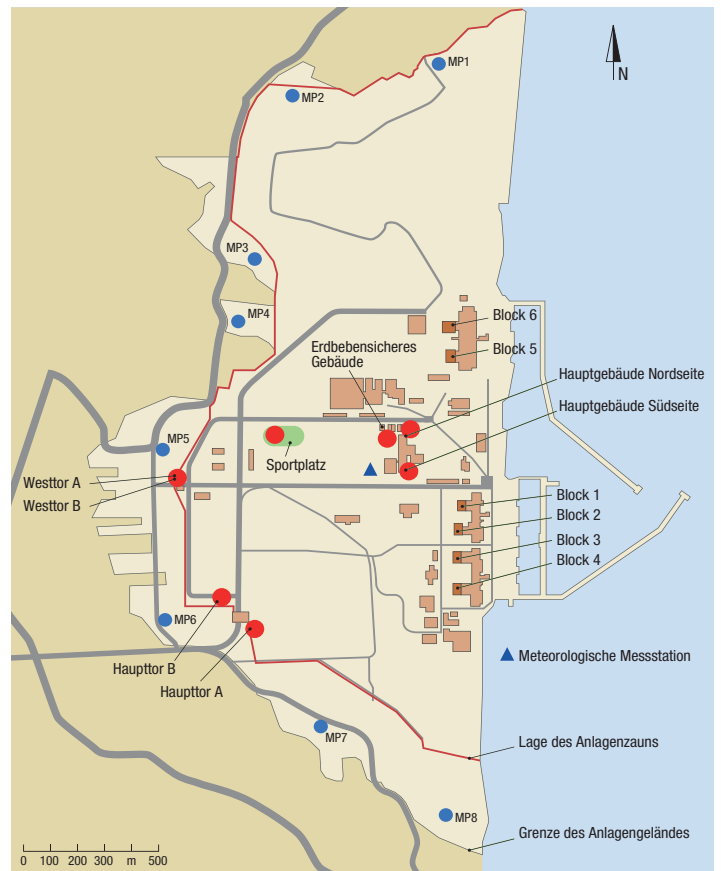 N
MP1
MP2
MP3
MP4
Block 6
Block 5
Erdbebensicheres
Gebäude
Hauptgebäude Nordseite
Hauptgebäude Südseite
MP5
Sportplatz
Westtor A
Westtor B
Block 1
Block 2
Block 3
Block 4
MP6
Haupttor B
Haupttor A
Meteorologische Messstation
MP7
Lage des Anlagenzauns
MP8
Grenze des Anlagengeländes
0 100 200 300 m 500